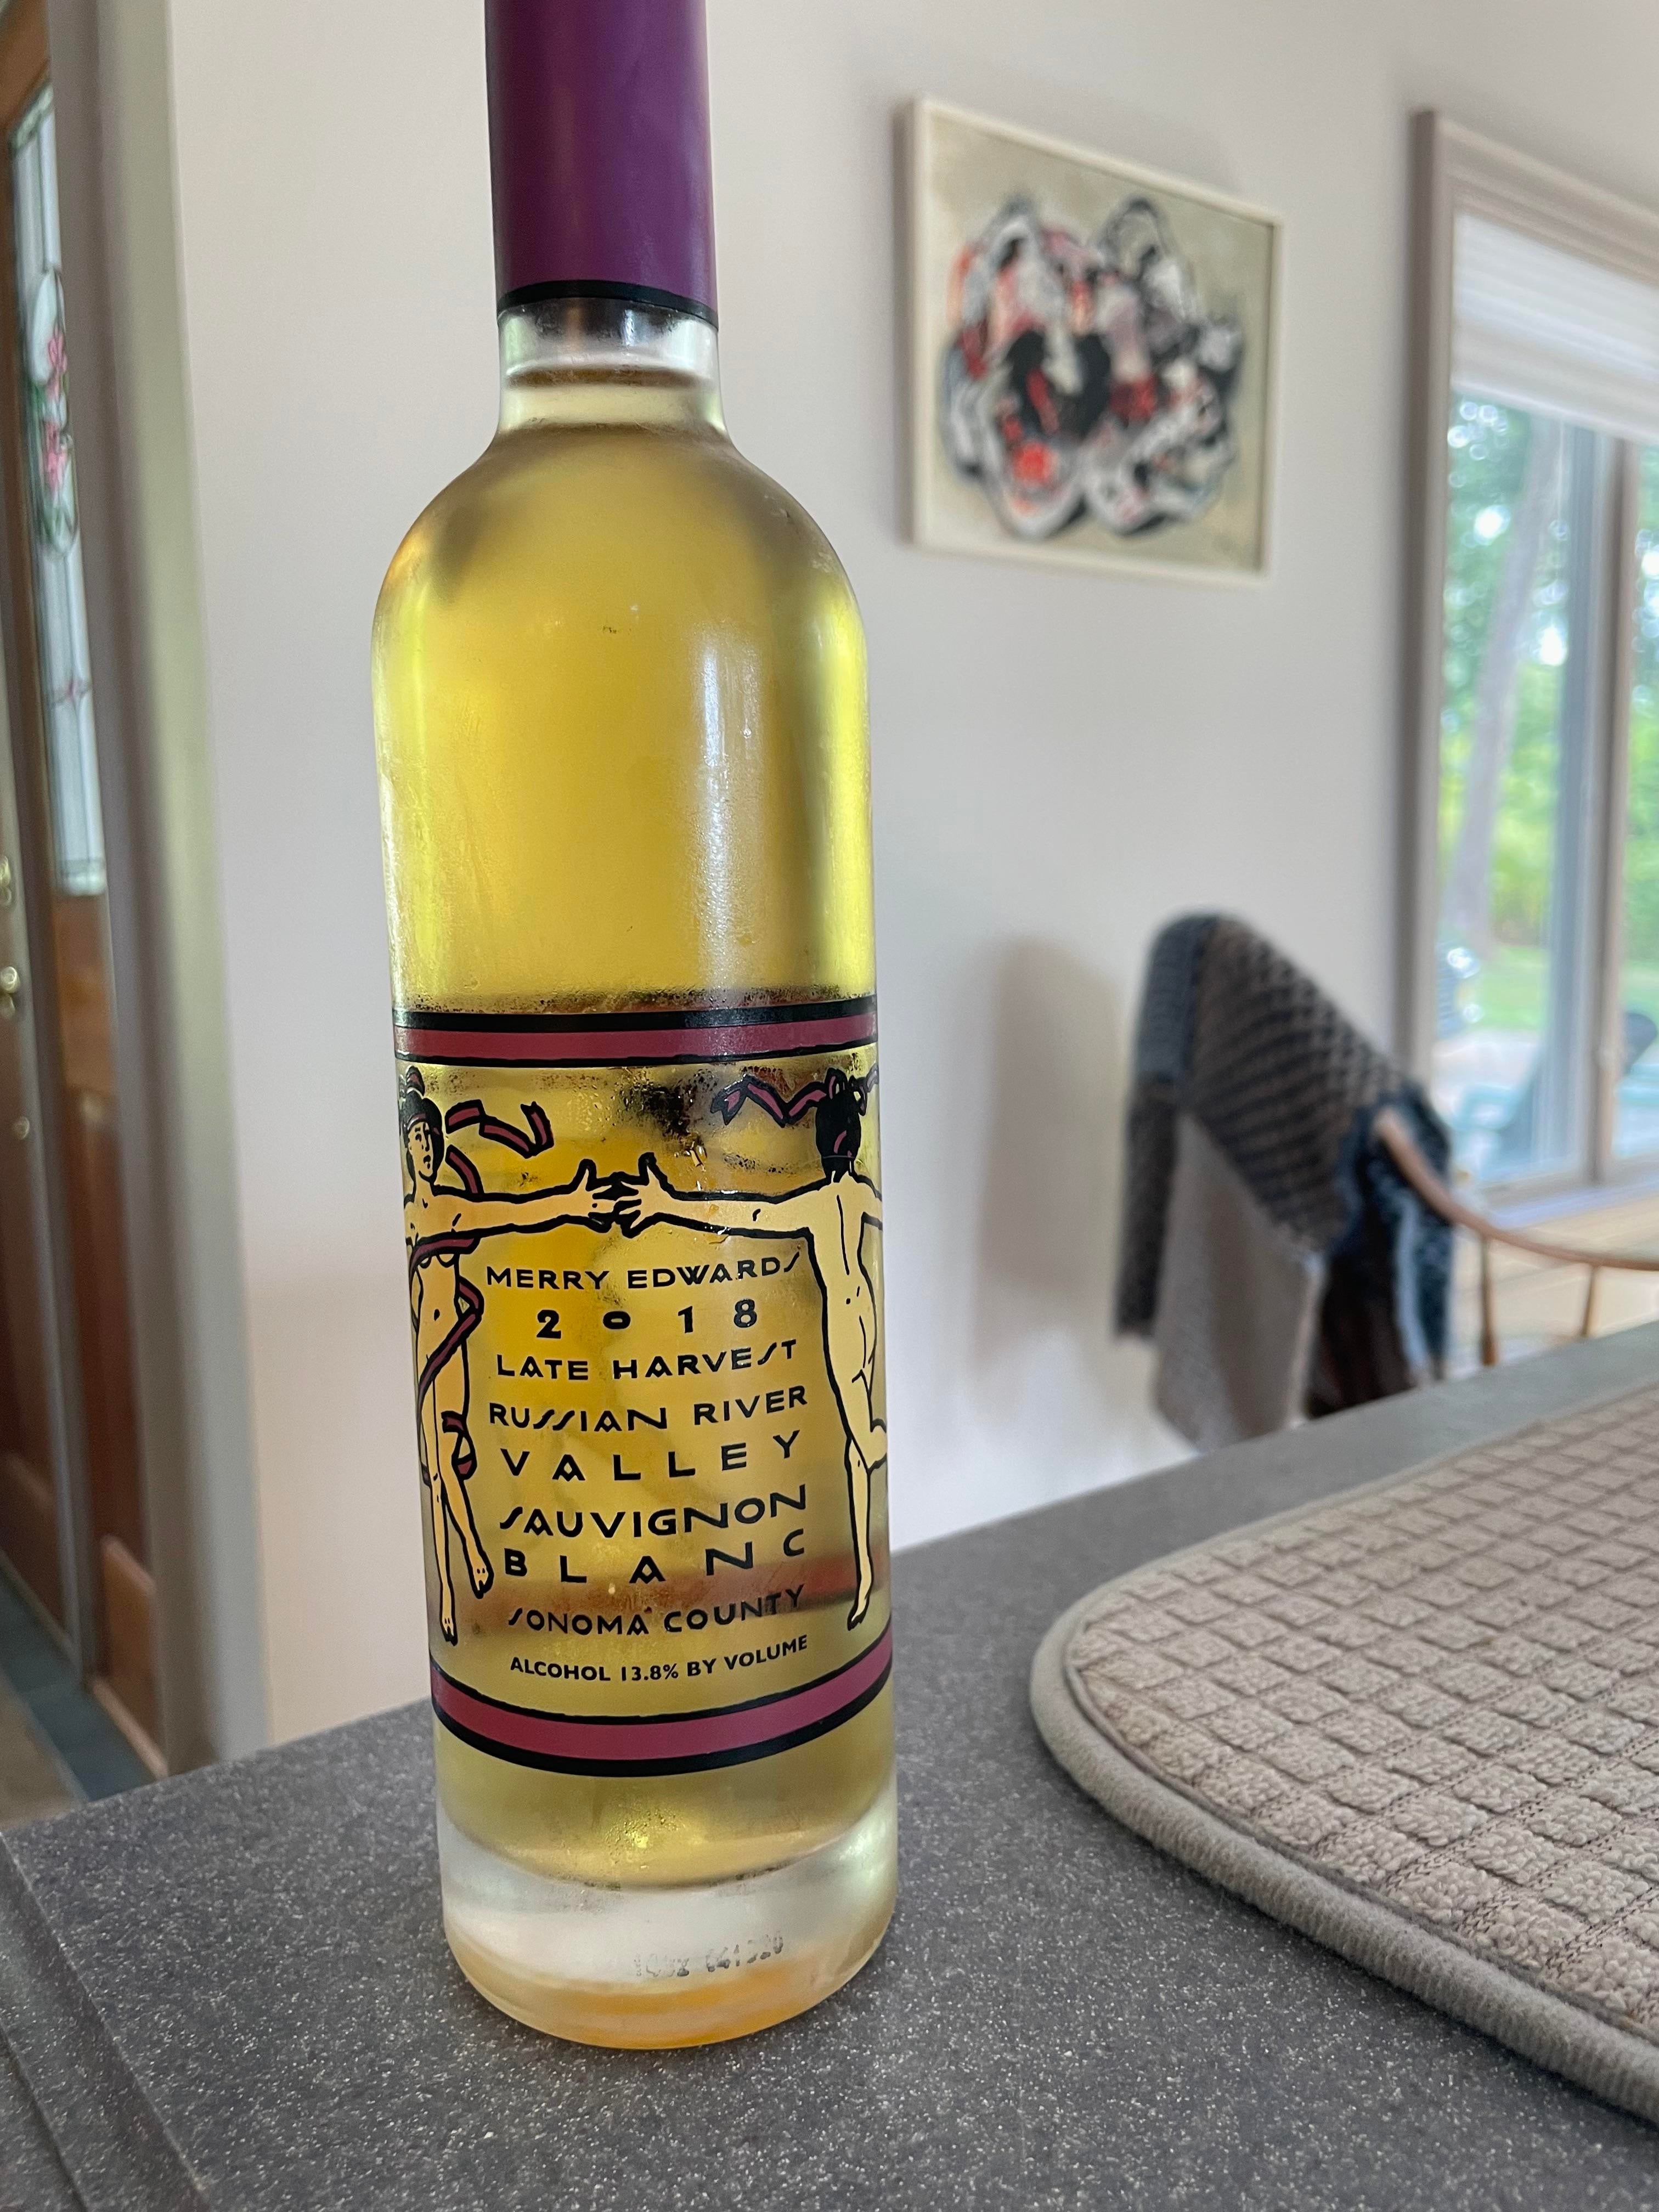 MERRY EDWARDS
2018
LATE HARVEST
RUSSIAN RIVER
VALLEY
SAUVIGNON
BLANC
SONOMA COUNTY
ALCOHOL 13.8% BY VOLUME